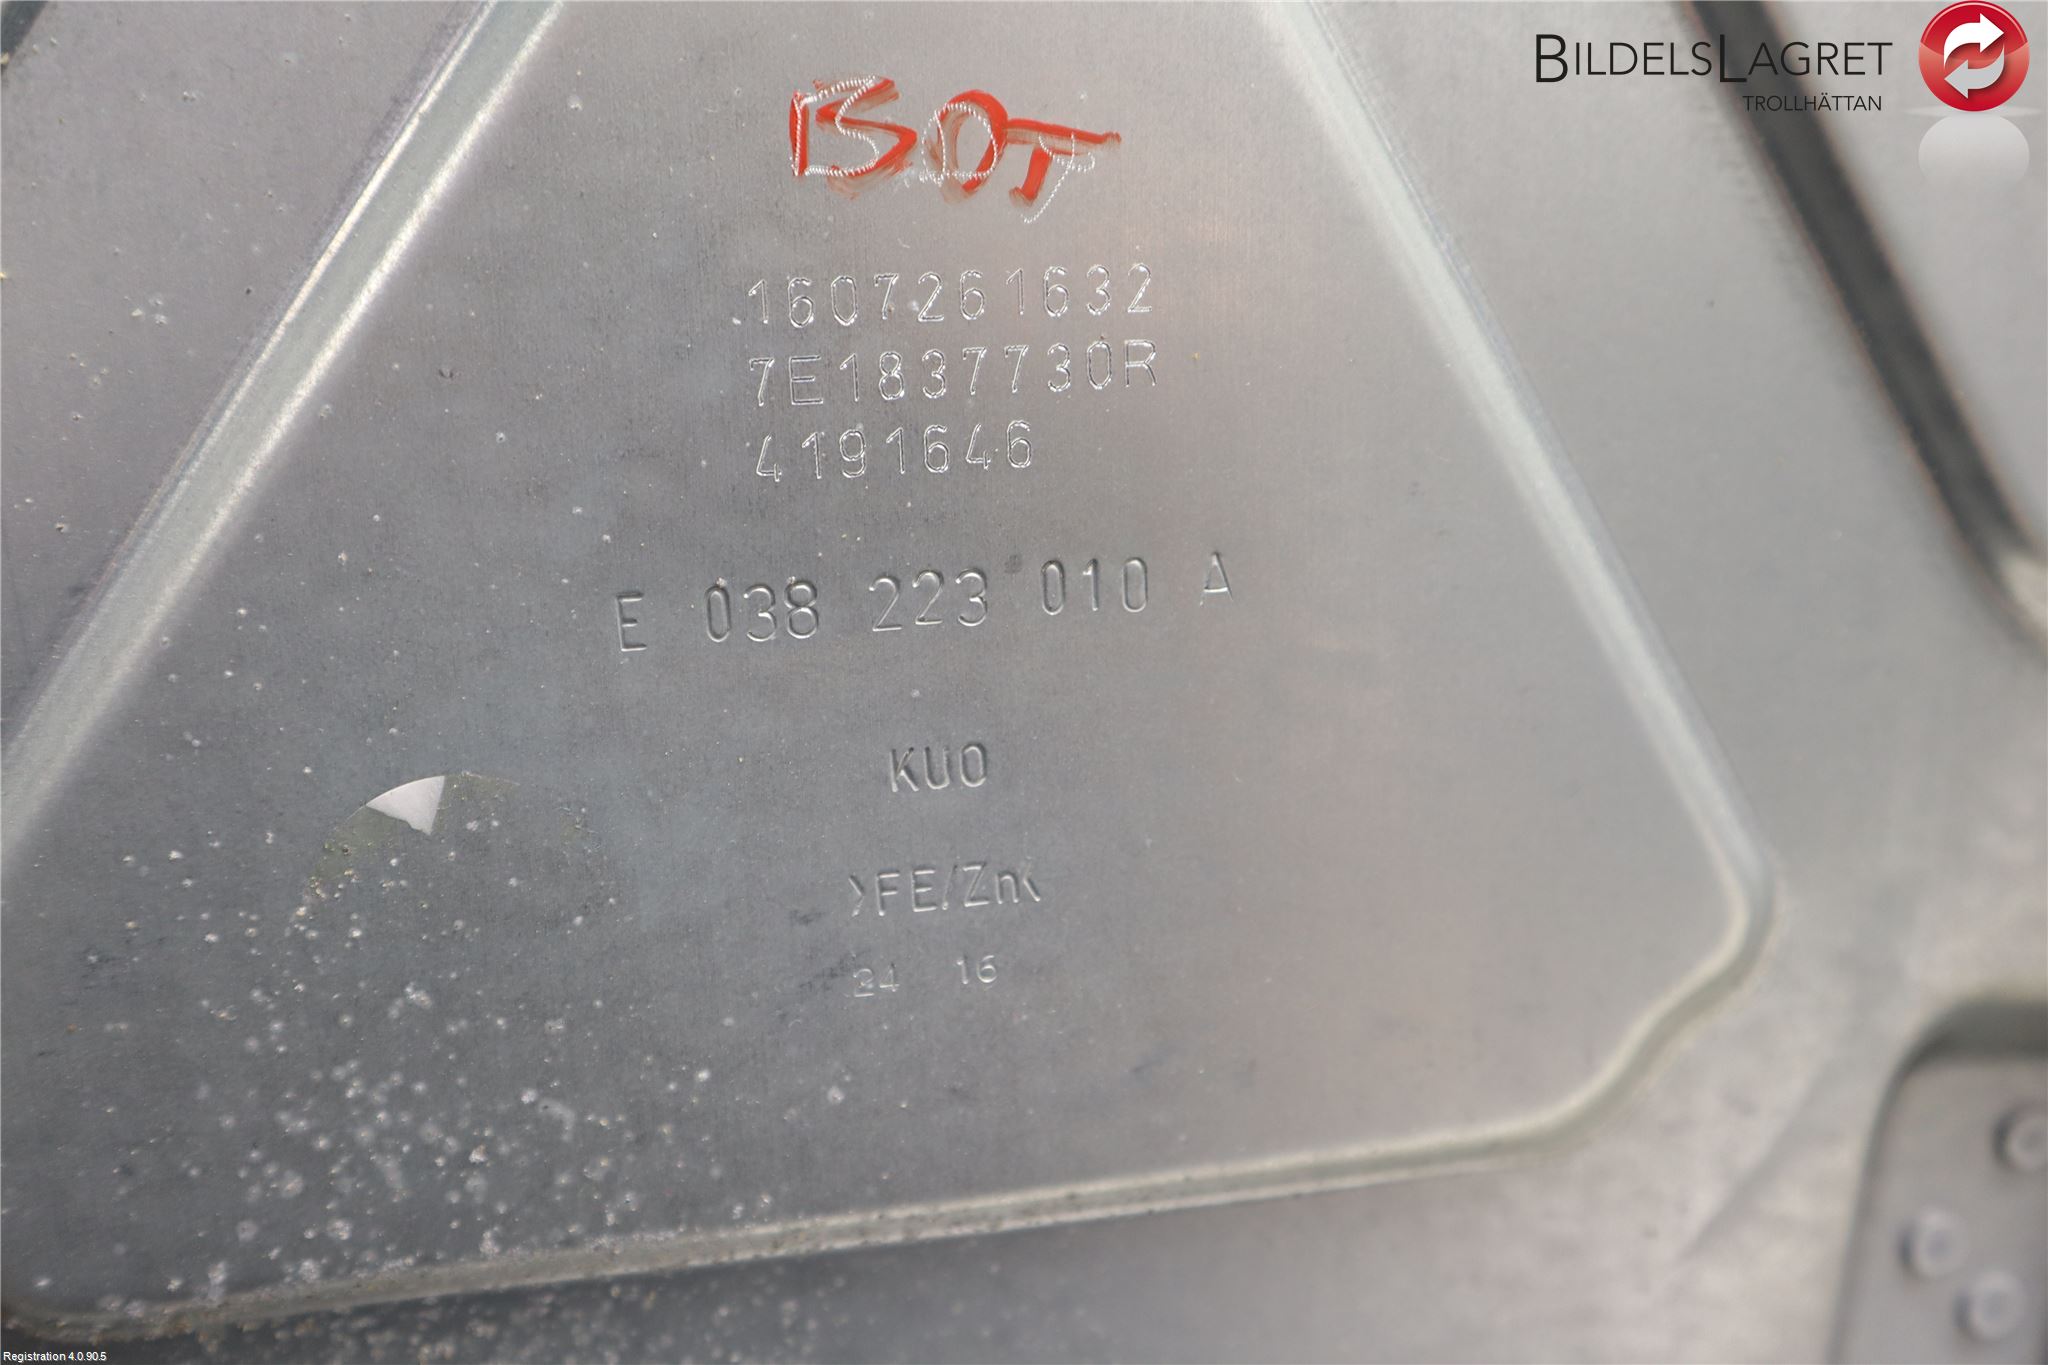 BILDELSLAGRET
TROLLHÄTTAN
1607261632
7E1837730R
4191646
E 038 223 010 A
KUO
>FE/Zn<
24 16
Registration 4.0.90.5